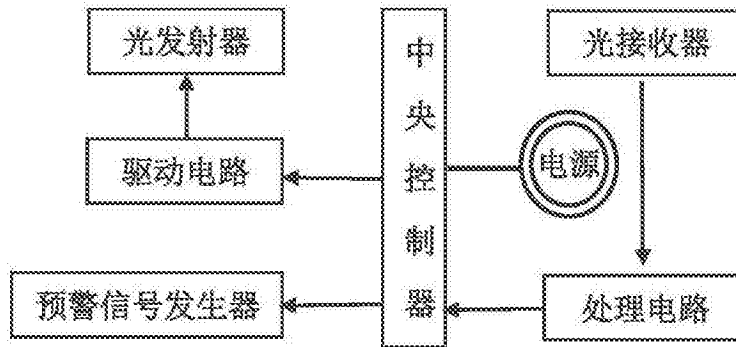 光发射器
中央控制器
光接收器
驱动电路
电源
预警信号发生器
处理电路